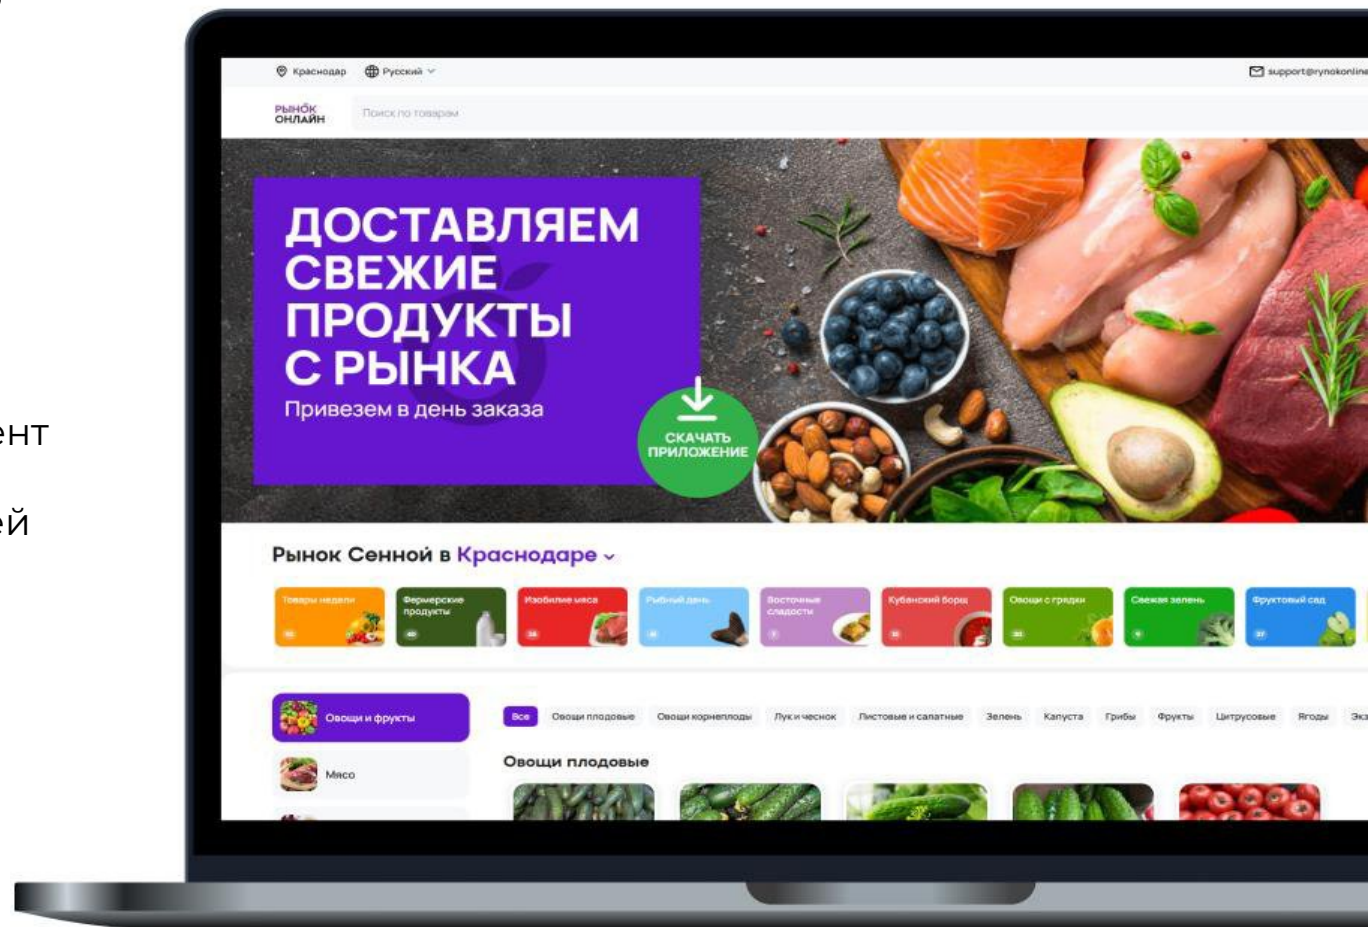 Краснодар
Русский
support@rynokonline
РЫНОК
ОНЛАЙН
Поиск по товарам
ДОСТАВЛЯЕМ
СВЕЖИЕ
ПРОДУКТЫ
С РЫНКА
Привезем в день заказа
СКАЧАТЬ
ПРИЛОЖЕНИЕ
ент
ей
Рынок Сенной в Краснодаре
Товары недели
Фермерские
продукты
Изобилие мяса
Рыбный день
Восточные
сладости
Кубанский борщ
Овощи с грядки
Свежая зелень
Фруктовый сад
Овощи и фрукты
Все Овощи плодовые Овощи корнеплоды Лук и чеснок Листовые и салатные Зелень Капуста Грибы Фрукты Цитрусовые Ягоды Экз
Мясо
Овощи плодовые